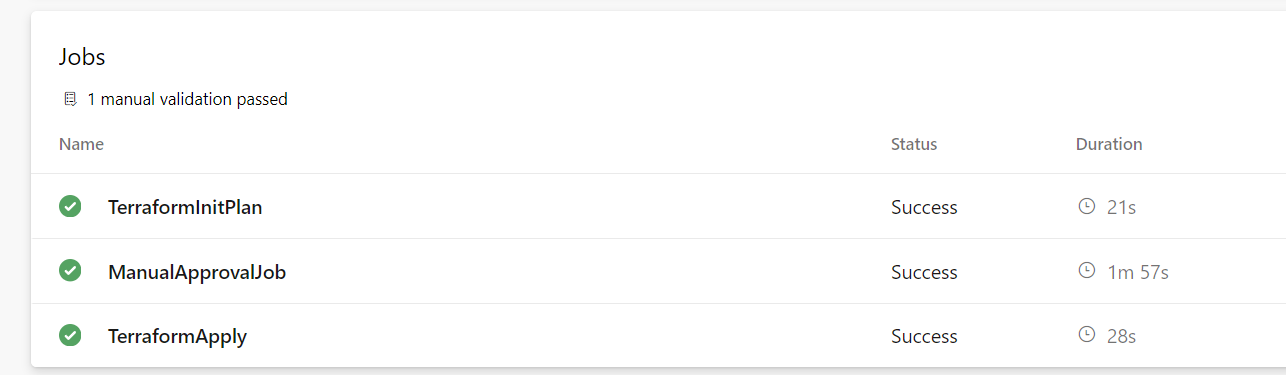 Jobs
1 manual validation passed
Name Status Duration
TerraformInitPlan Success 21s
ManualApprovalJob Success 1m 57s
TerraformApply Success 28s